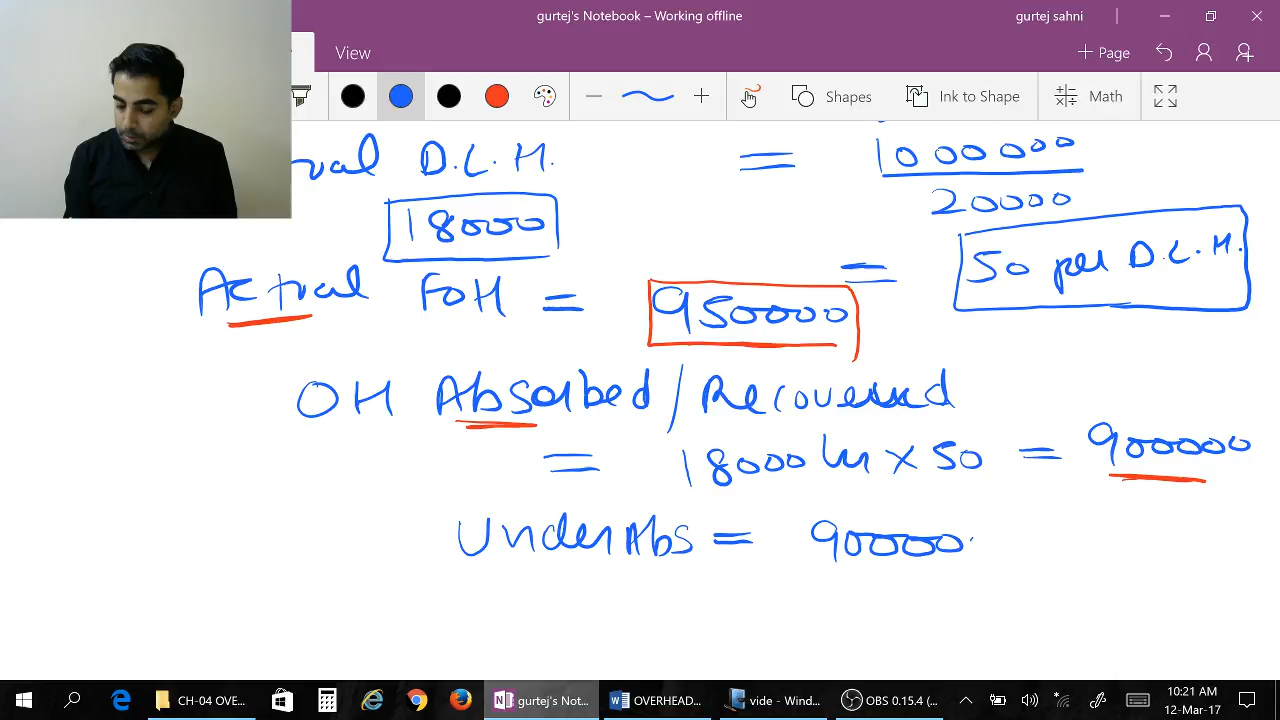 gurtej's Notebook – Working offline
gurtej sahni
View
Page
Shapes
Ink to Shape
Math
ual D.L.H. = 1000000
20000
18000
= 50 per D.L.H.
Actual FOH = 950000
OH Absorbed/Recovered
= 18000 hr × 50 = 900000
UnderAbs = 90000
CH-04 OVE...
gurtej's Not...
OVERHEAD...
vide - Wind...
OBS 0.15.4 (...
10:21 AM
12-Mar-17